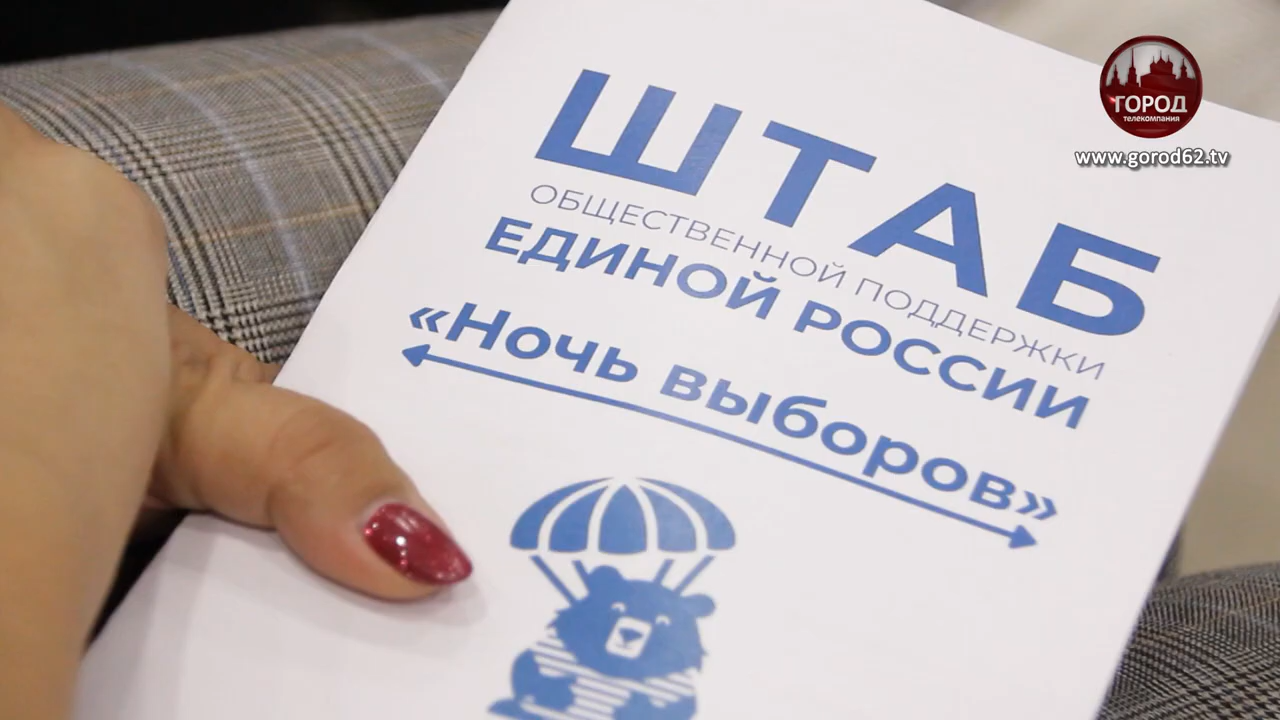 ШТАБ
ОБЩЕСТВЕННОЙ ПОДДЕРЖКИ
ЕДИНОЙ РОССИИ
«Ночь выборов»
ГОРОД
телекомпания
www.gorod62.tv